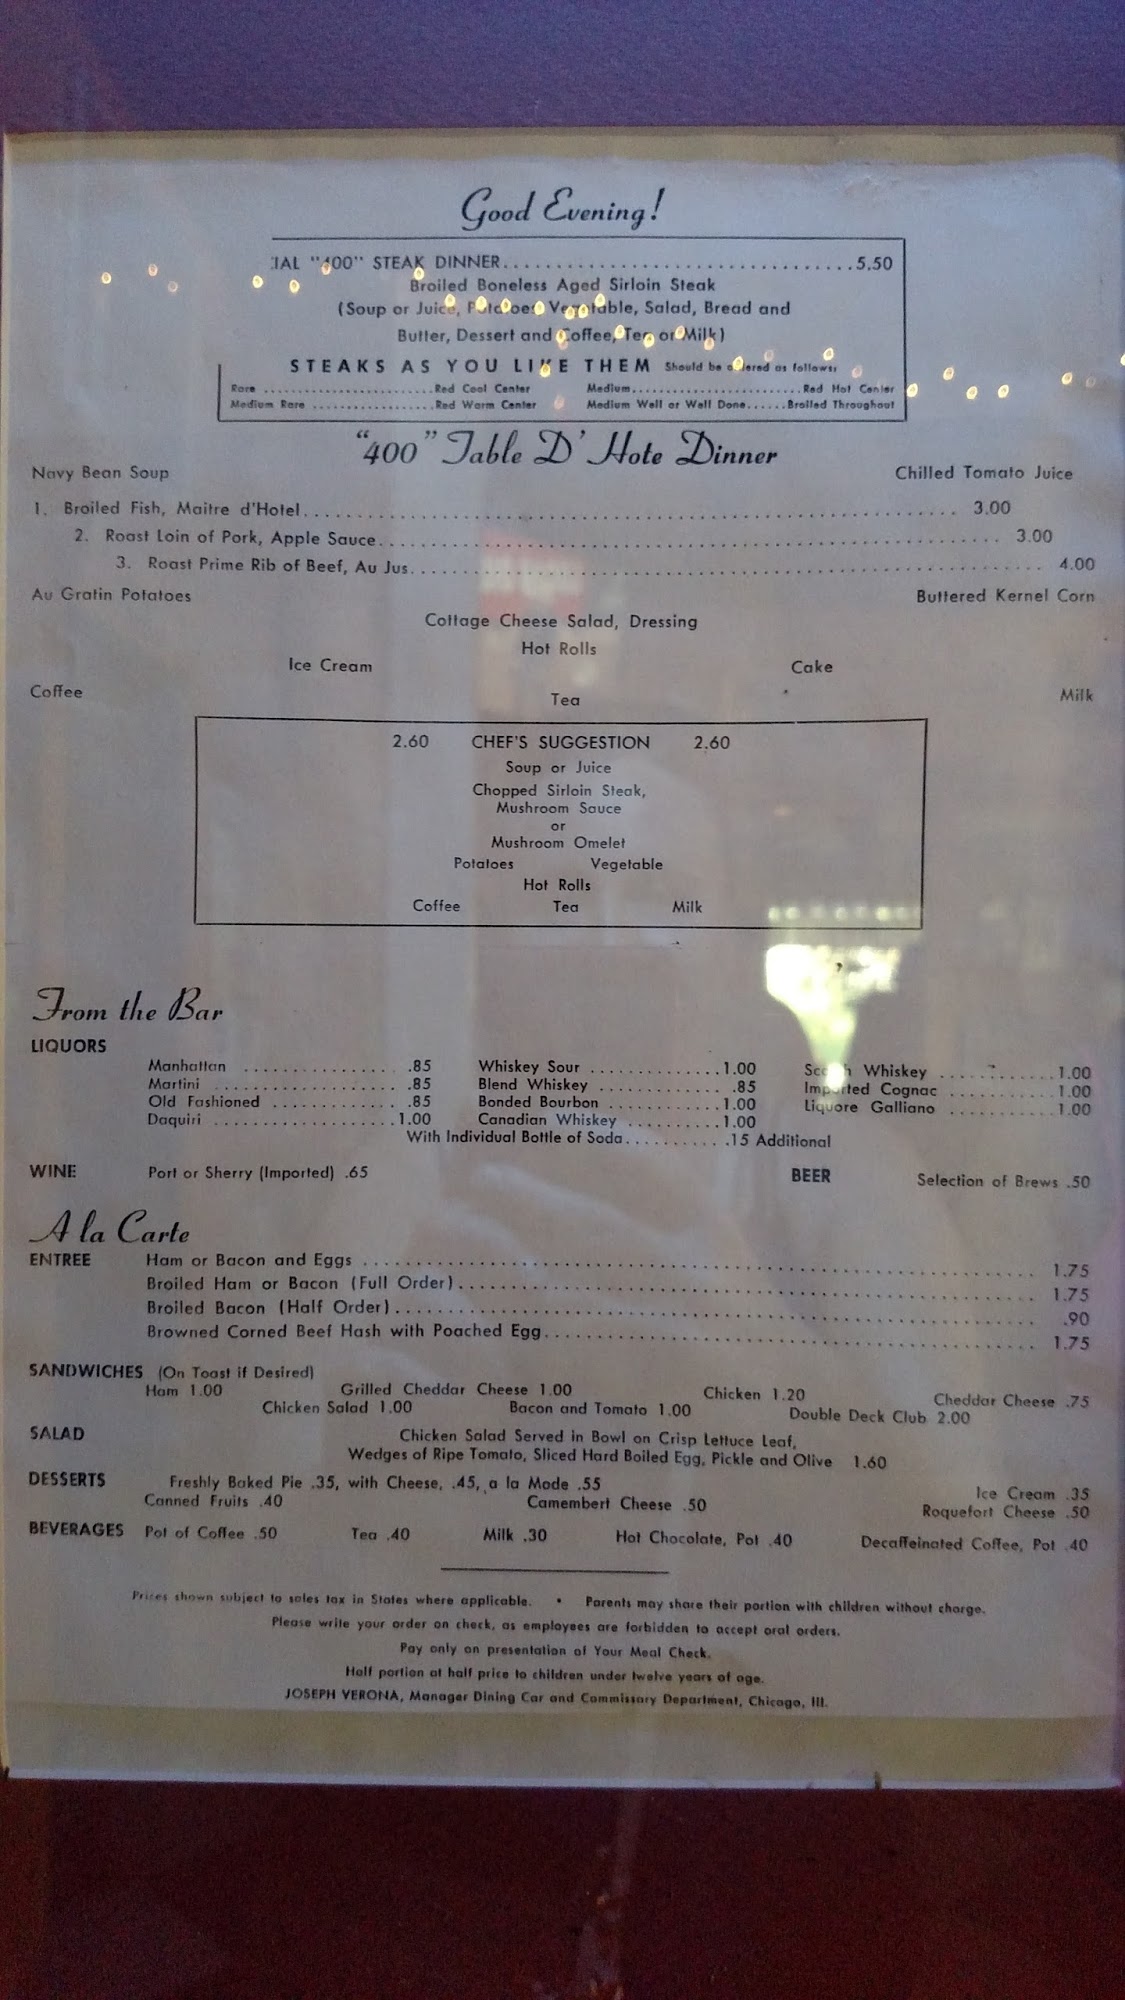 Good Evening!
"400" STEAK DINNER..................................5.50
Broiled Boneless Aged Sirloin Steak
(Soup or Juice, Potatoes, Vegetable, Salad, Bread and
Butter, Dessert and Coffee, Tea or Milk)
STEAKS AS YOU LIKE THEM Should be ordered as follows:
Rare ..........................Red Cool Center Medium..........................Red Hot Center
Medium Rare ..................Red Warm Center Medium Well or Well Done......Broiled Throughout
"400" Table D' Hote Dinner
Navy Bean Soup Chilled Tomato Juice
1. Broiled Fish, Maitre d'Hotel............................................................ 3.00
2. Roast Loin of Pork, Apple Sauce........................................................ 3.00
3. Roast Prime Rib of Beef, Au Jus........................................................ 4.00
Au Gratin Potatoes Buttered Kernel Corn
Cottage Cheese Salad, Dressing
Hot Rolls
Ice Cream Cake
Coffee Tea Milk
2.60 CHEF'S SUGGESTION 2.60
Soup or Juice
Chopped Sirloin Steak,
Mushroom Sauce
or
Mushroom Omelet
Potatoes Vegetable
Hot Rolls
Coffee Tea Milk
From the Bar
LIQUORS
Manhattan ................ .85 Whiskey Sour ..............1.00 Scotch Whiskey ............1.00
Martini .................. .85 Blend Whiskey ............. .85 Imported Cognac ...........1.00
Old Fashioned ............ .85 Bonded Bourbon ............1.00 Liquore Galliano ...........1.00
Daquiri ..................1.00 Canadian Whiskey ..........1.00
With Individual Bottle of Soda...........15 Additional
WINE Port or Sherry (Imported) .65 BEER Selection of Brews .50
A la Carte
ENTREE Ham or Bacon and Eggs ............................................................ 1.75
Broiled Ham or Bacon (Full Order)...................................................... 1.75
Broiled Bacon (Half Order)............................................................ .90
Browned Corned Beef Hash with Poached Egg.............................................. 1.75
SANDWICHES (On Toast if Desired)
Ham 1.00 Grilled Cheddar Cheese 1.00 Chicken 1.20 Cheddar Cheese .75
Chicken Salad 1.00 Bacon and Tomato 1.00 Double Deck Club 2.00
SALAD Chicken Salad Served in Bowl on Crisp Lettuce Leaf,
Wedges of Ripe Tomato, Sliced Hard Boiled Egg, Pickle and Olive 1.60
DESSERTS Freshly Baked Pie .35, with Cheese, .45, a la Mode .55 Ice Cream .35
Canned Fruits .40 Camembert Cheese .50 Roquefort Cheese .50
BEVERAGES Pot of Coffee .50 Tea .40 Milk .30 Hot Chocolate, Pot .40 Decaffeinated Coffee, Pot .40
Prices shown subject to sales tax in States where applicable. • Parents may share their portion with children without charge.
Please write your order on check, as employees are forbidden to accept oral orders.
Pay only on presentation of Your Meal Check.
Half portion at half price to children under twelve years of age.
JOSEPH VERONA, Manager Dining Car and Commissary Department, Chicago, Ill.